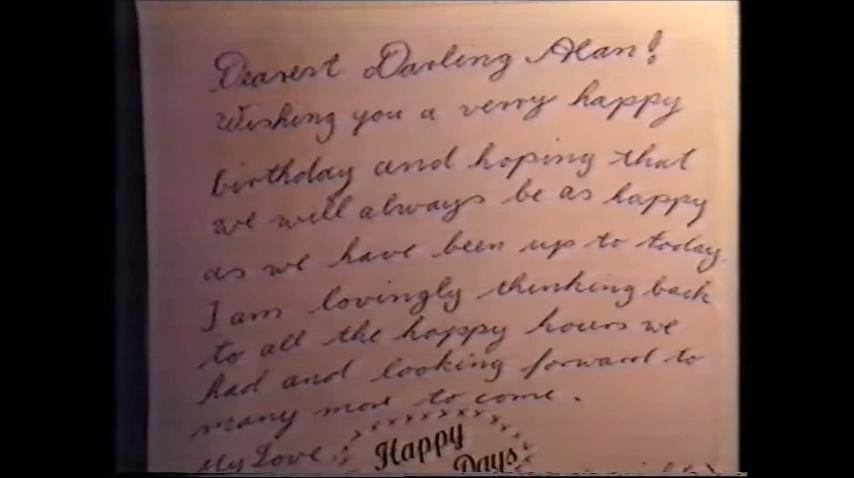 Dearest Darling Alan!
Wishing you a verry happy
birthday and hoping that
we will always be as happy
as we have been up to today.
I am lovingly thinking back
to all the happy hours we
had and looking forward to
many more to come.
My Love
Happy
Days